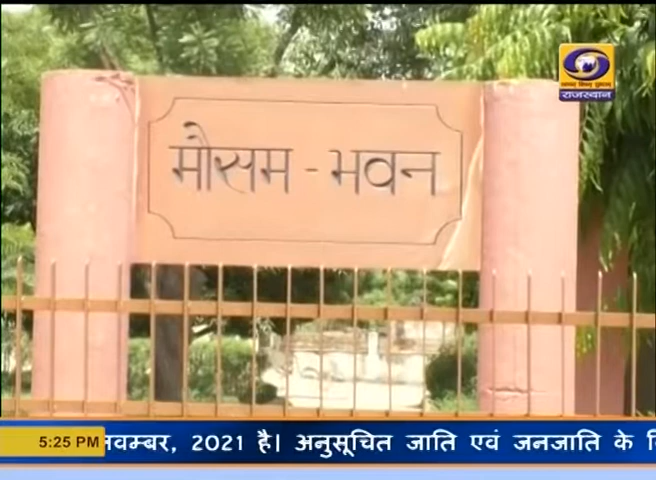 राजस्थान
मौसम - भवन
5:25 PM
नवम्बर, 2021 है। अनुसूचित जाति एवं जनजाति के